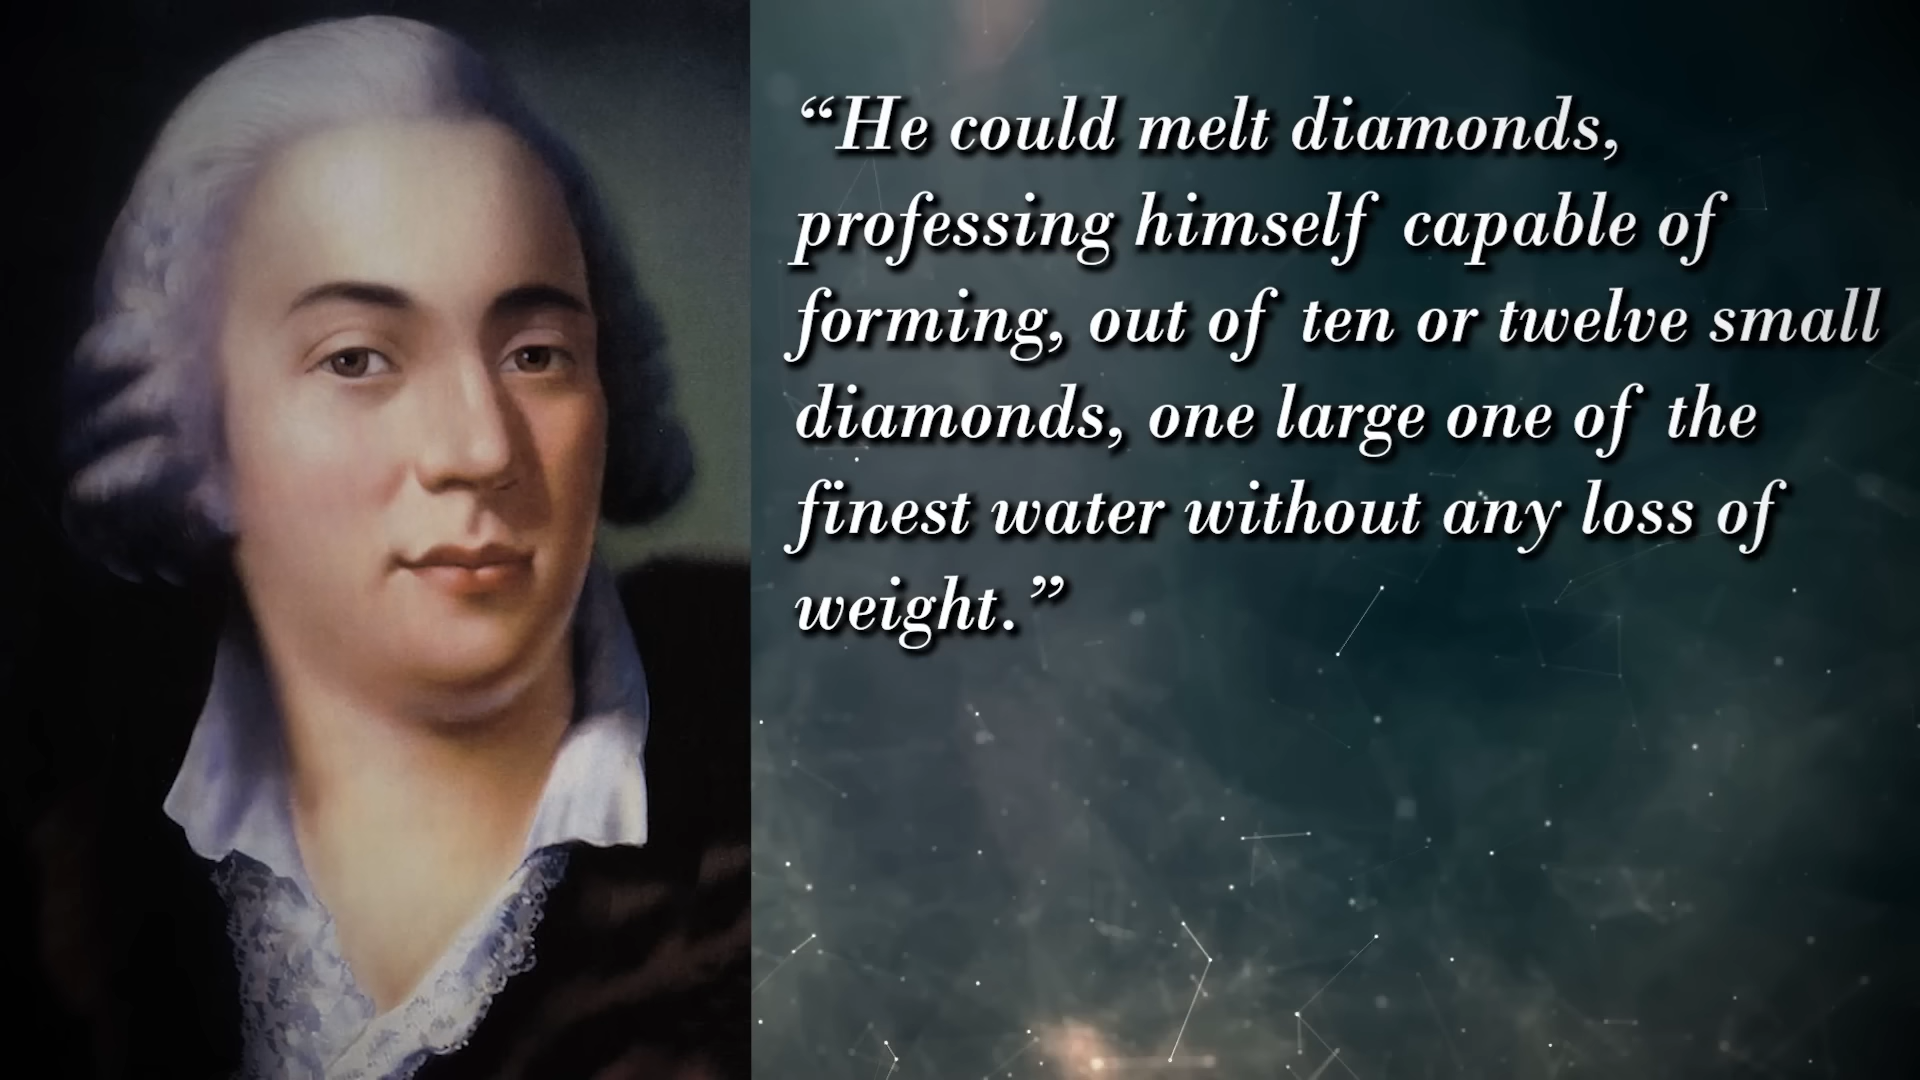 “He could melt diamonds,
professing himself capable of
forming, out of ten or twelve small
diamonds, one large one of the
finest water without any loss of
weight.”